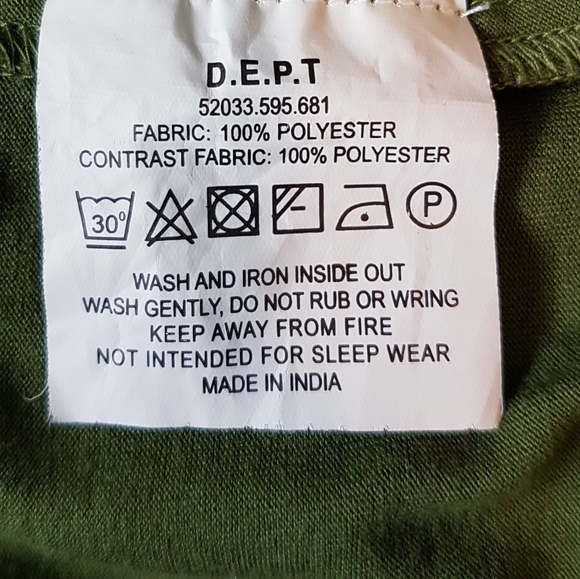 D.E.P.T
52033.595.681
FABRIC: 100% POLYESTER
CONTRAST FABRIC: 100% POLYESTER
30⁰ P
WASH AND IRON INSIDE OUT
WASH GENTLY, DO NOT RUB OR WRING
KEEP AWAY FROM FIRE
NOT INTENDED FOR SLEEP WEAR
MADE IN INDIA